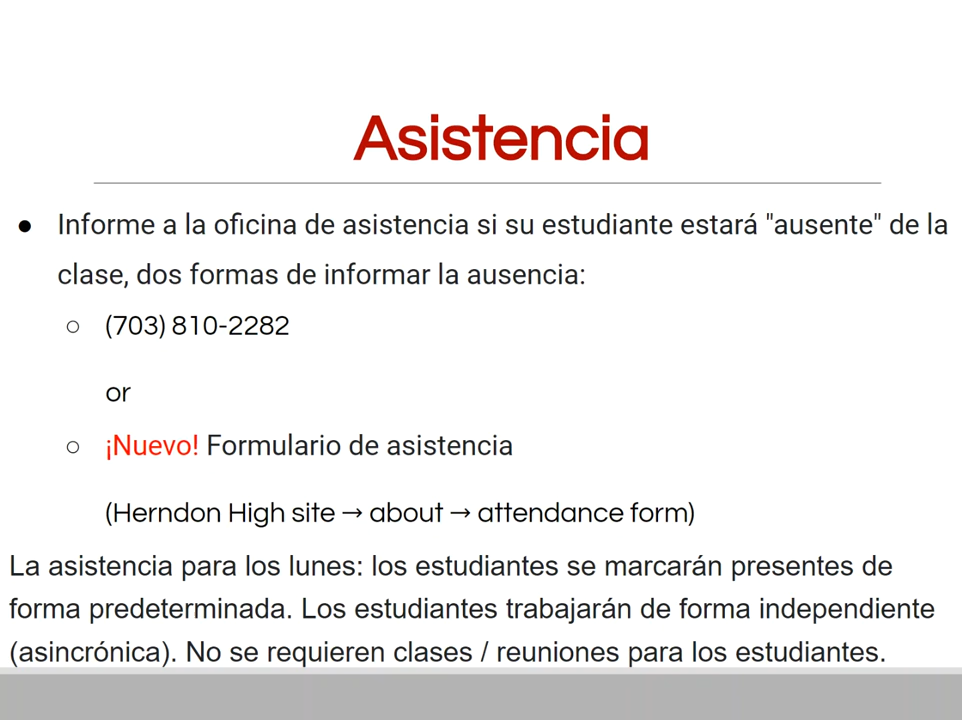 Asistencia
● Informe a la oficina de asistencia si su estudiante estará "ausente" de la
clase, dos formas de informar la ausencia:
○ (703) 810-2282
or
○ ¡Nuevo! Formulario de asistencia
(Herndon High site → about → attendance form)
La asistencia para los lunes: los estudiantes se marcarán presentes de
forma predeterminada. Los estudiantes trabajarán de forma independiente
(asincrónica). No se requieren clases / reuniones para los estudiantes.